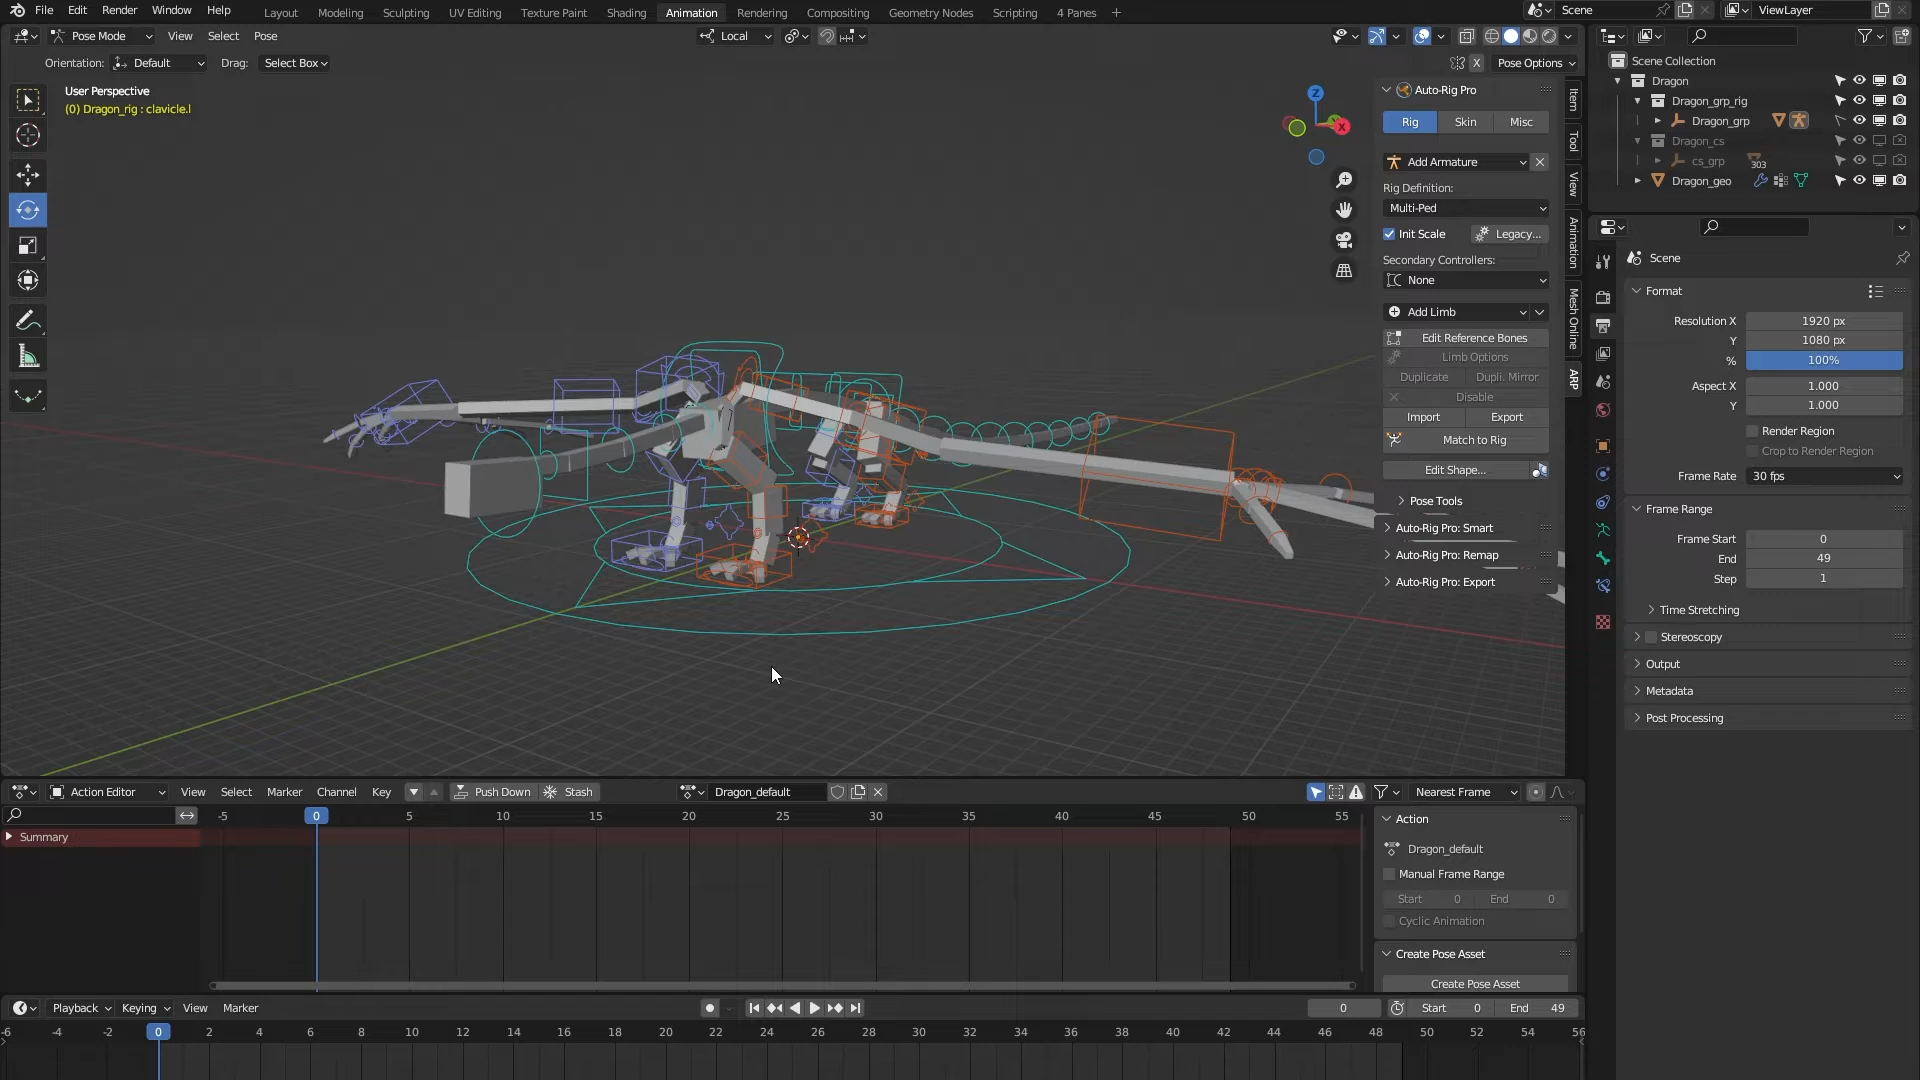 File Edit Render Window Help Layout Modeling Sculpting UV Editing Texture Paint Shading Animation Rendering Compositing Geometry Nodes Scripting 4 Panes + Scene ViewLayer
Pose Mode View Select Pose Local
Orientation: Default Drag: Select Box X Pose Options
User Perspective
(0) Dragon_rig : clavicle.l
Z
X
Auto-Rig Pro
Rig Skin Misc
Add Armature
Rig Definition:
Multi-Ped
Init Scale Legacy...
Secondary Controllers:
None
Add Limb
Edit Reference Bones
Limb Options
Duplicate Dupli. Mirror
Disable
Import Export
Match to Rig
Edit Shape...
Pose Tools
Auto-Rig Pro: Smart
Auto-Rig Pro: Remap
Auto-Rig Pro: Export
Item
Tool
View
Animation
Mesh Online
ARP
Scene Collection
Dragon
Dragon_grp_rig
Dragon_grp
Dragon_cs
cs_grp 303
Dragon_geo
Scene
Format
Resolution X 1920 px
Y 1080 px
% 100%
Aspect X 1.000
Y 1.000
Render Region
Crop to Render Region
Frame Rate 30 fps
Frame Range
Frame Start 0
End 49
Step 1
Time Stretching
Stereoscopy
Output
Metadata
Post Processing
Action Editor View Select Marker Channel Key Push Down Stash Dragon_default Nearest Frame
-5 0 5 10 15 20 25 30 35 40 45 50 55
Summary
Action
Dragon_default
Manual Frame Range
Start 0 End 0
Cyclic Animation
Create Pose Asset
Create Pose Asset
Playback Keying View Marker 0 Start 0 End 49
-6 -4 -2 0 2 4 6 8 10 12 14 16 18 20 22 24 26 28 30 32 34 36 38 40 42 44 46 48 50 52 54 56